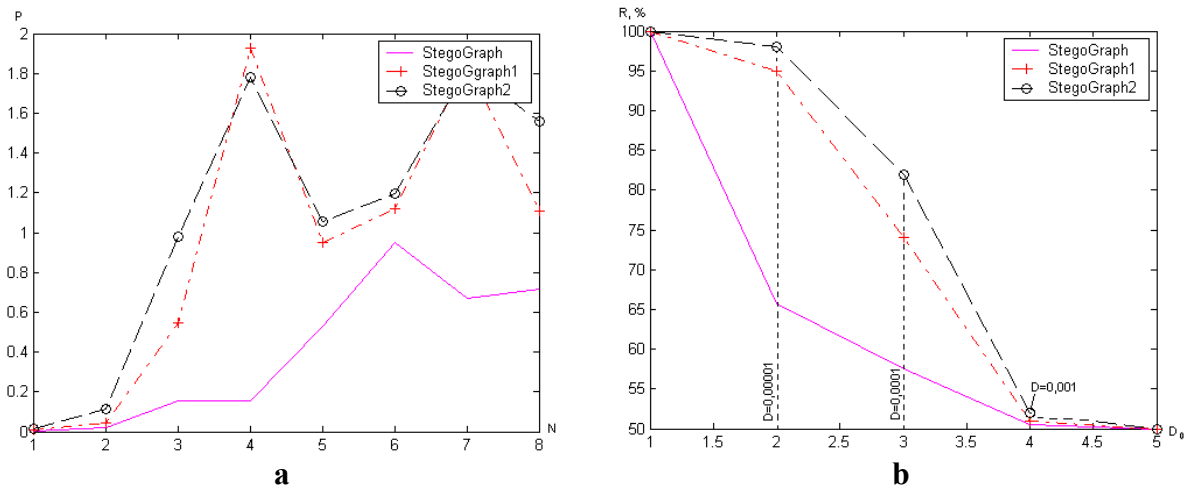 P
2
1.8
1.6
1.4
1.2
1
0.8
0.6
0.4
0.2
0
1 2 3 4 5 6 7 8
N
StegoGraph
StegoGgraph1
StegoGraph2
a
R, %
100
95
90
85
80
75
70
65
60
55
50
1 1.5 2 2.5 3 3.5 4 4.5 5
D₀
StegoGraph
StegoGraph1
StegoGraph2
D=0,00001
D=0,0001
D=0,001
b